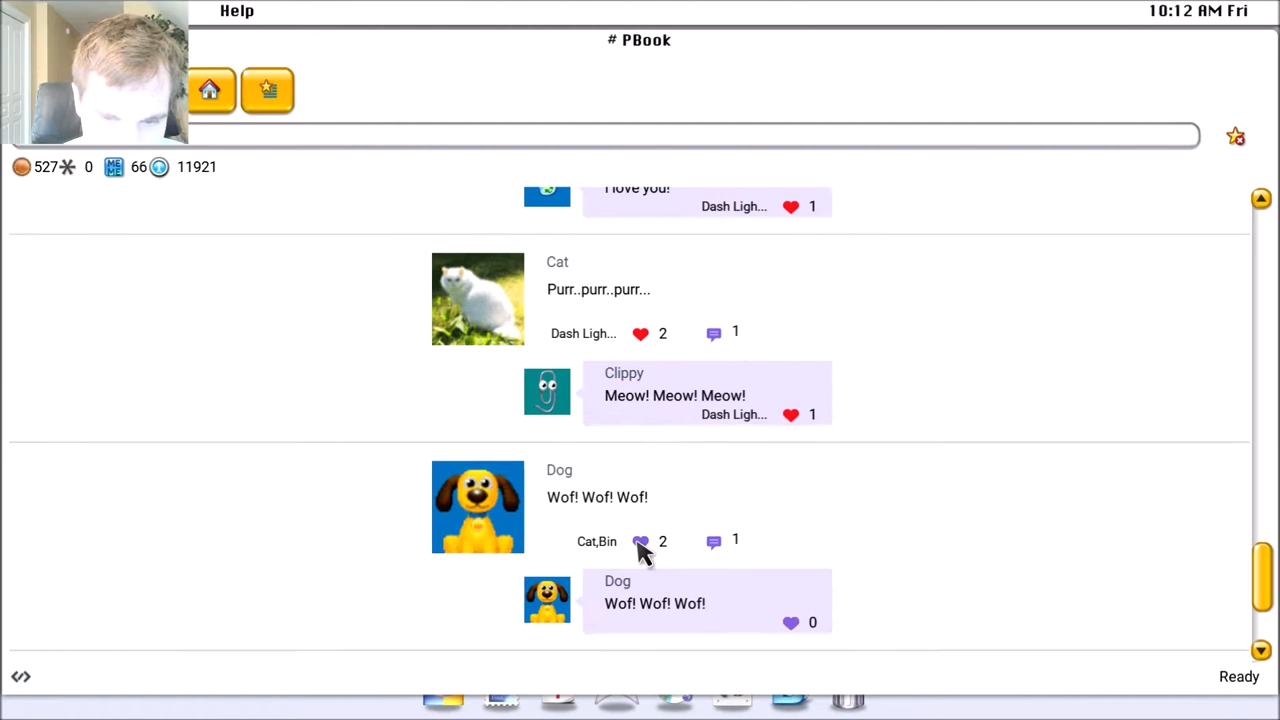 Help
10:12 AM Fri
# PBook
527 0 MEME 66 11921
I love you!
Dash Ligh... 1
Cat
Purr..purr..purr...
Dash Ligh... 2 1
Clippy
Meow! Meow! Meow!
Dash Ligh... 1
Dog
Wof! Wof! Wof!
Cat,Bin 2 1
Dog
Wof! Wof! Wof!
0
Ready